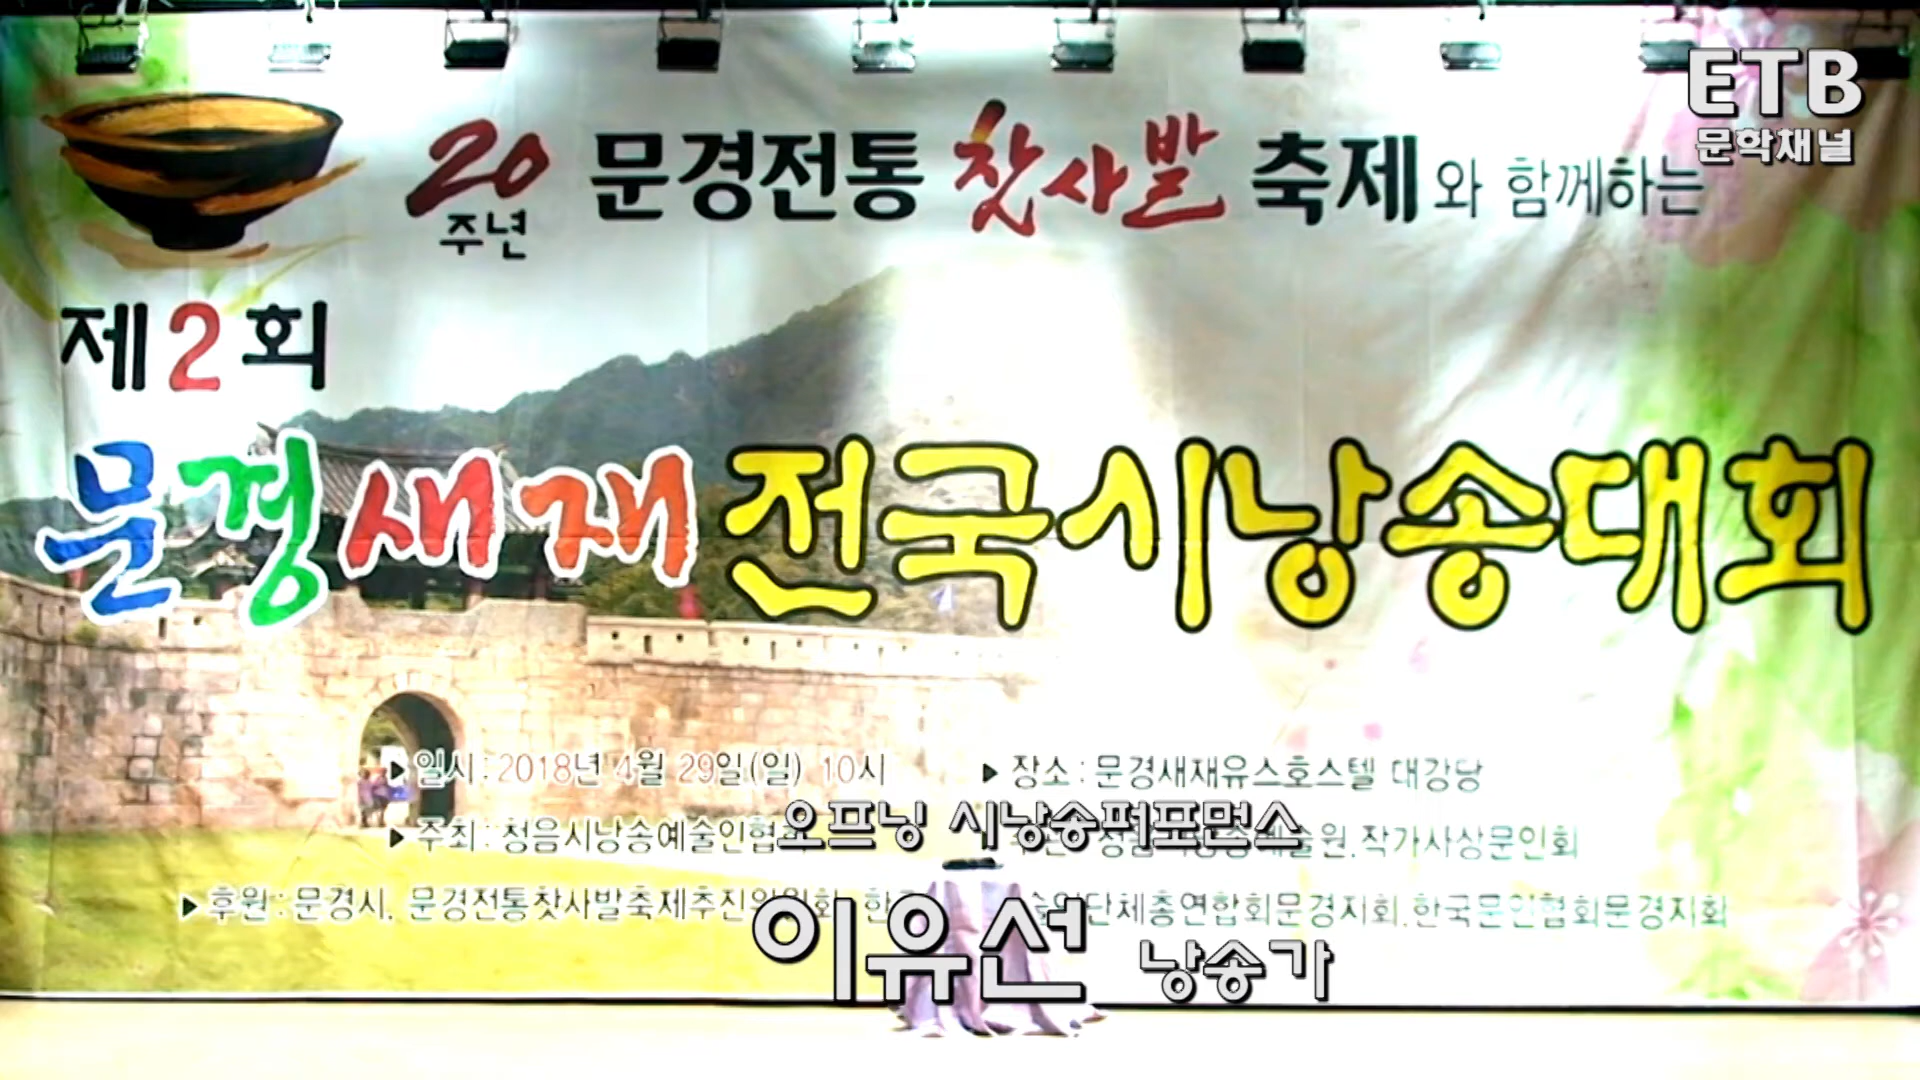 ETB
문학채널
20주년 문경전통 찻사발 축제와 함께하는
제2회
문경새재 전국시낭송대회
▶일시:2018년 4월 29일(일) 10시 ▶장소:문경새재유스호스텔 대강당
▶주최:청음시낭송예술인협회 작가사상문인회
▶후원:문경시, 문경전통찻사발축제추진위원회 단체총연합회문경지회,한국문인협회문경지회
오프닝 시낭송퍼포먼스
이유선 낭송가